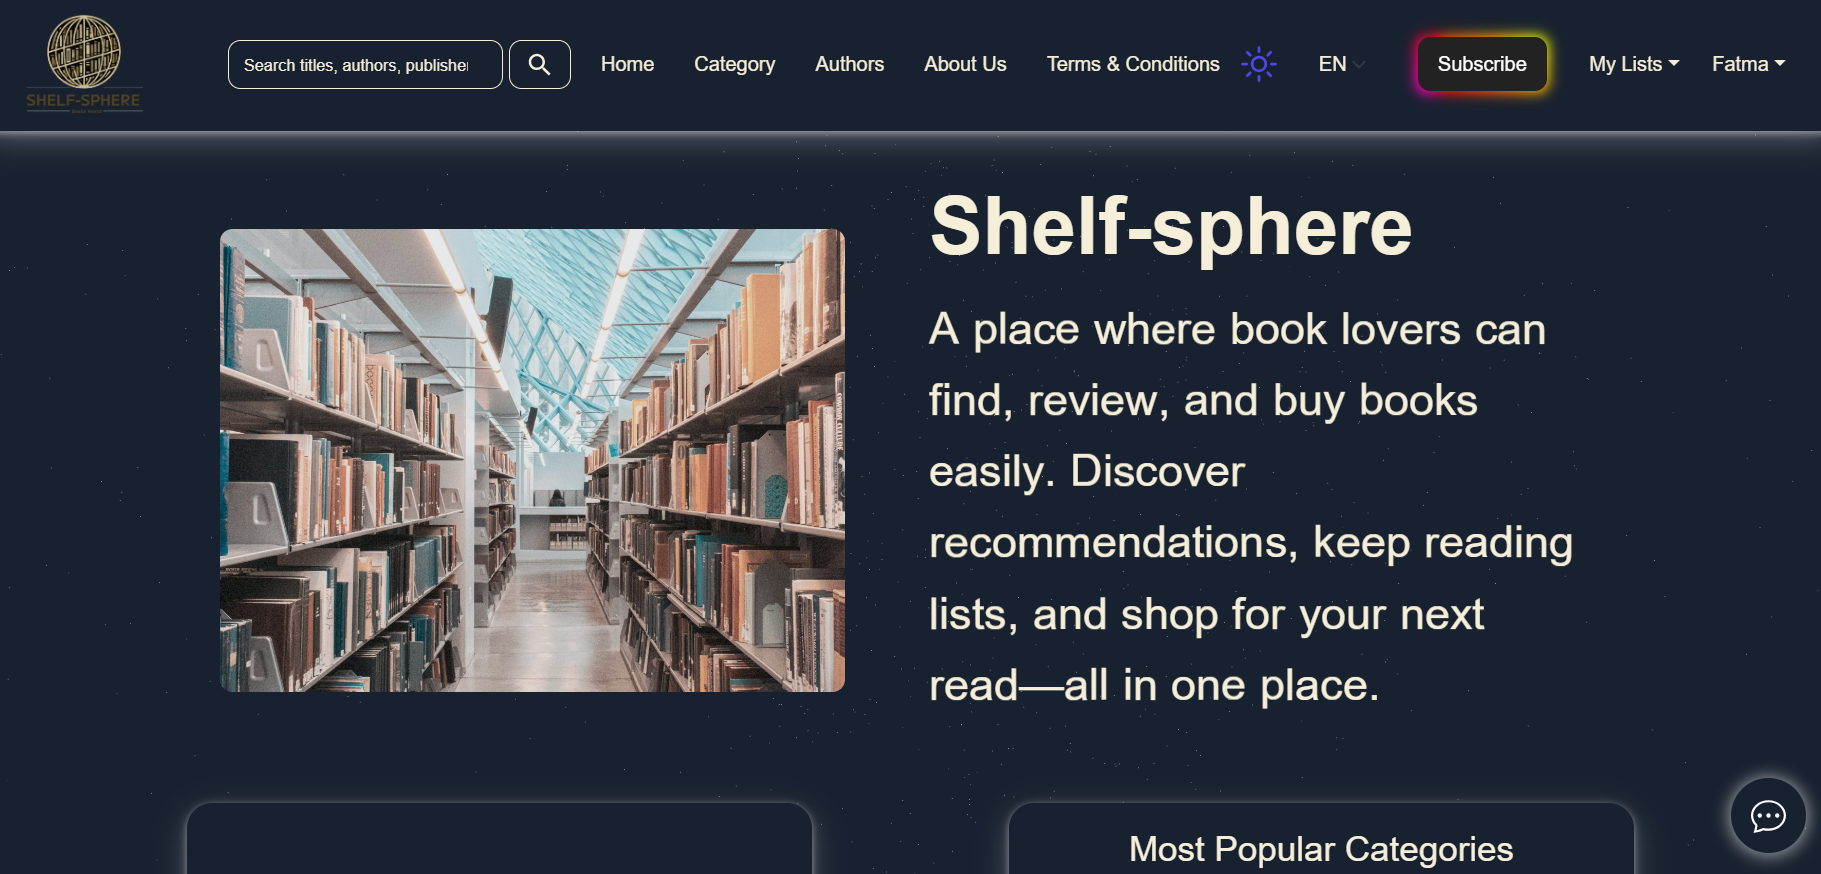 SHELF-SPHERE
Search titles, authors, publisher
Home
Category
Authors
About Us
Terms & Conditions
EN
Subscribe
My Lists
Fatma
Shelf-sphere
A place where book lovers can
find, review, and buy books
easily. Discover
recommendations, keep reading
lists, and shop for your next
read—all in one place.
Most Popular Categories